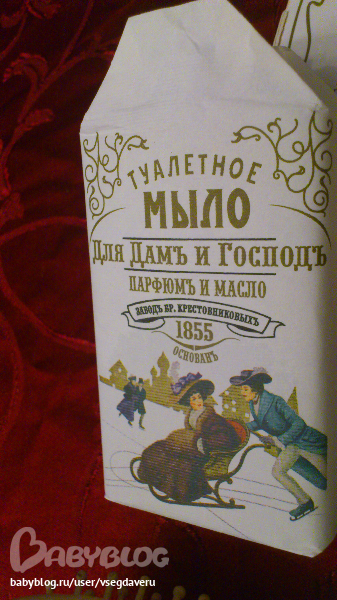 ТУАЛЕТНОЕ
МЫЛО
Для Дамъ и Господъ
ПАРФЮМЪ И МАСЛО
ЗАВОДЪ БР. КРЕСТОВНИКОВЫХЪ
1855
ОСНОВАНЪ
BABYBLOG
babyblog.ru/user/vsegdaveru